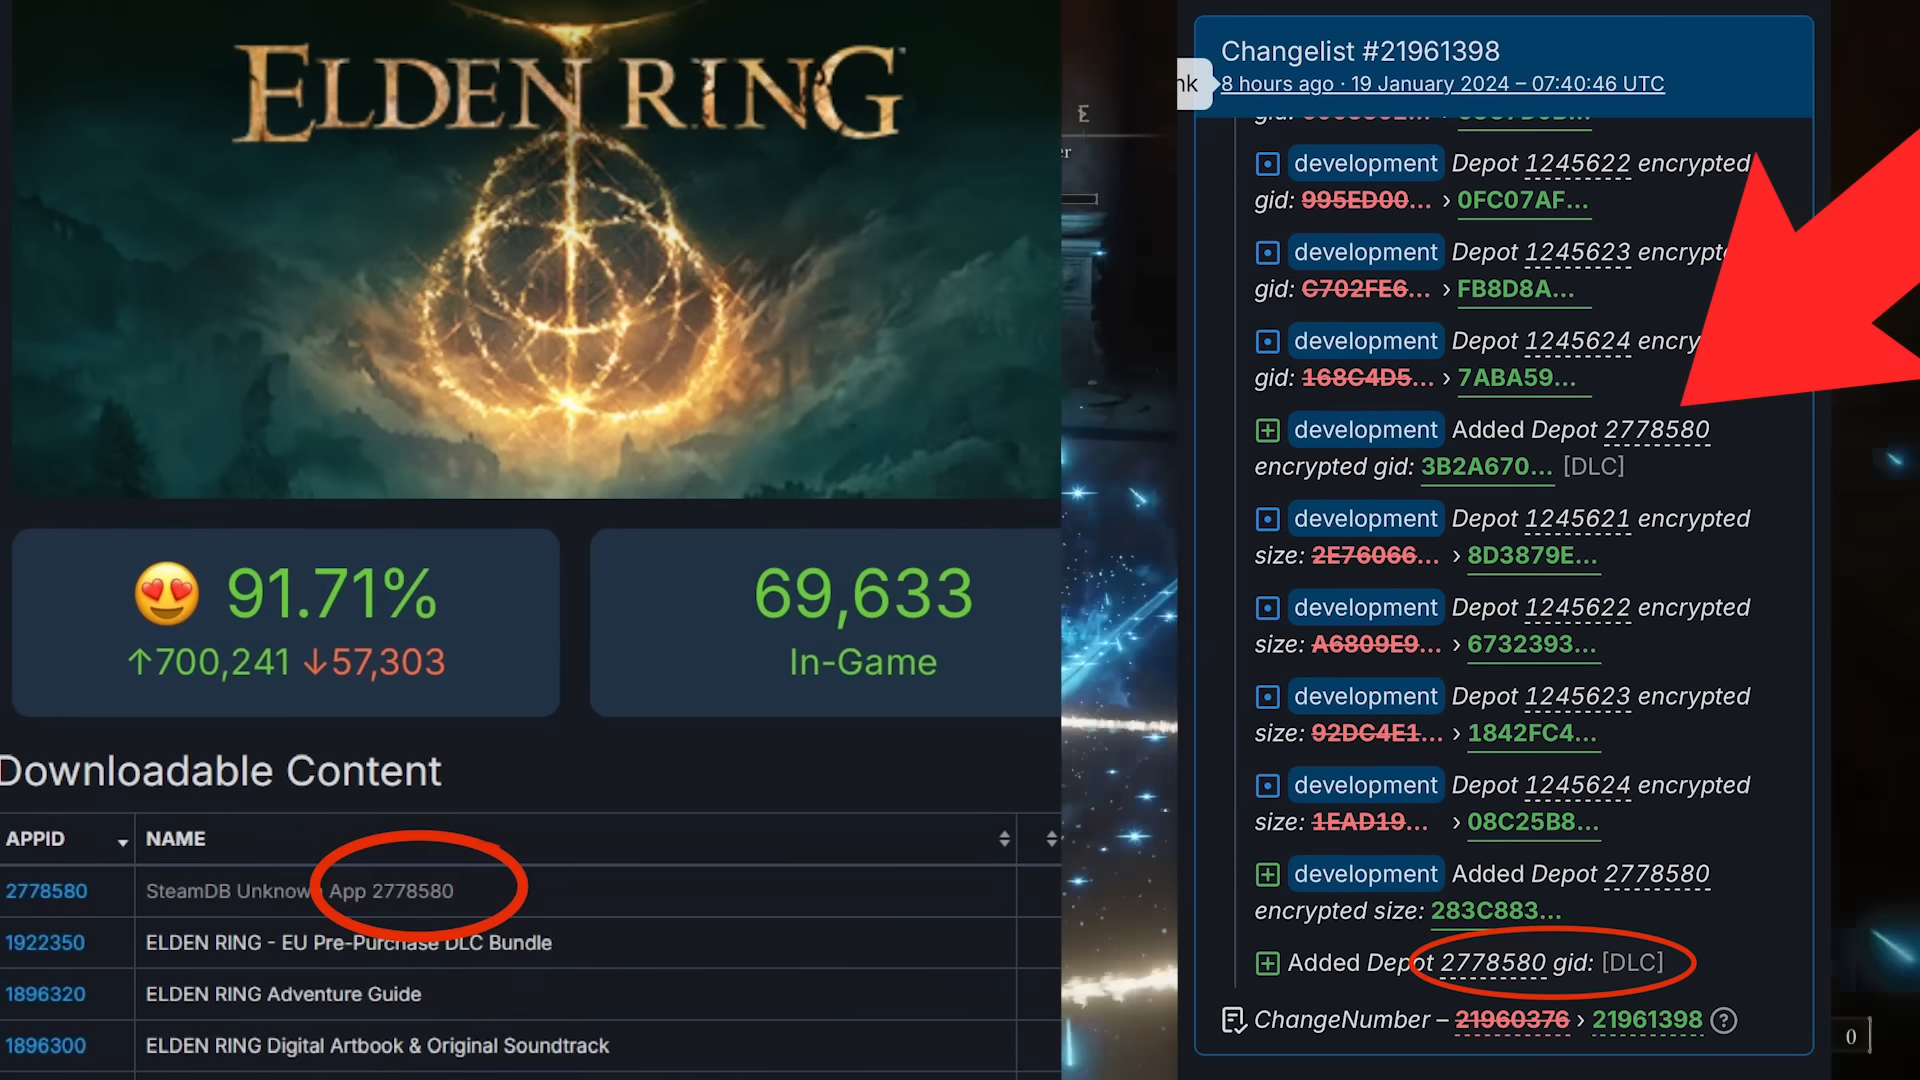 ELDEN RING
91.71%
↑700,241 ↓57,303
69,633
In-Game
Downloadable Content
APPID NAME
2778580 SteamDB Unknown App 2778580
1922350 ELDEN RING - EU Pre-Purchase DLC Bundle
1896320 ELDEN RING Adventure Guide
1896300 ELDEN RING Digital Artbook & Original Soundtrack
nk
Changelist #21961398
8 hours ago · 19 January 2024 – 07:40:46 UTC
development Depot 1245622 encrypted
gid: 995ED00... › 0FC07AF...
development Depot 1245623 encrypte
gid: C702FE6... › FB8D8A...
development Depot 1245624 encry
gid: 168C4D5... › 7ABA59...
development Added Depot 2778580
encrypted gid: 3B2A670... [DLC]
development Depot 1245621 encrypted
size: 2E76066... › 8D3879E...
development Depot 1245622 encrypted
size: A6809E9... › 6732393...
development Depot 1245623 encrypted
size: 92DC4E1... › 1842FC4...
development Depot 1245624 encrypted
size: 1EAD19... › 08C25B8...
development Added Depot 2778580
encrypted size: 283C883...
Added Depot 2778580 gid: [DLC]
ChangeNumber – 21960376 › 21961398 ?
0